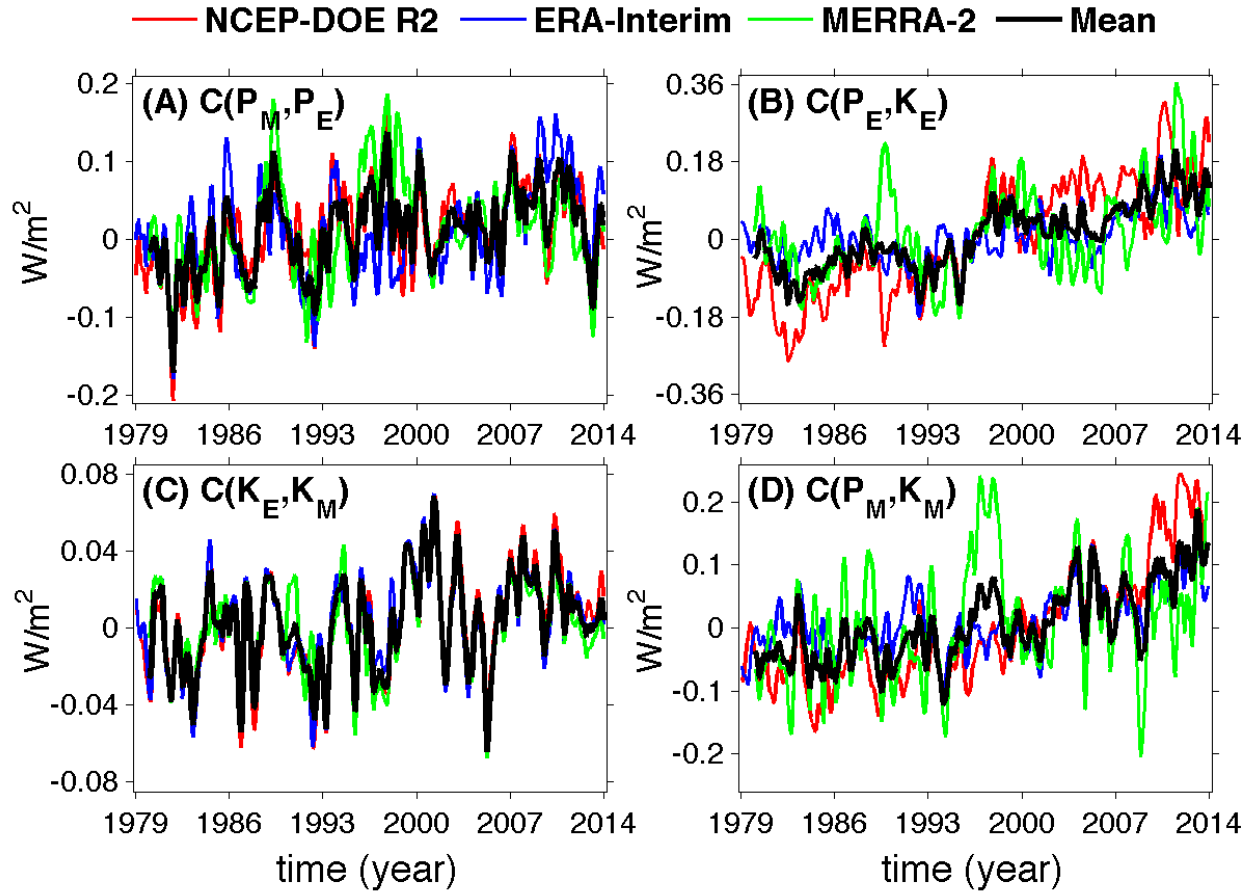 NCEP-DOE R2 ERA-Interim MERRA-2 Mean
(A) C(P_M,P_E)
W/m²
0.2
0.1
0
-0.1
-0.2
1979 1986 1993 2000 2007 2014
(B) C(P_E,K_E)
W/m²
0.36
0.18
0
-0.18
-0.36
1979 1986 1993 2000 2007 2014
(C) C(K_E,K_M)
W/m²
0.08
0.04
0
-0.04
-0.08
1979 1986 1993 2000 2007 2014
time (year)
(D) C(P_M,K_M)
W/m²
0.2
0.1
0
-0.1
-0.2
1979 1986 1993 2000 2007 2014
time (year)